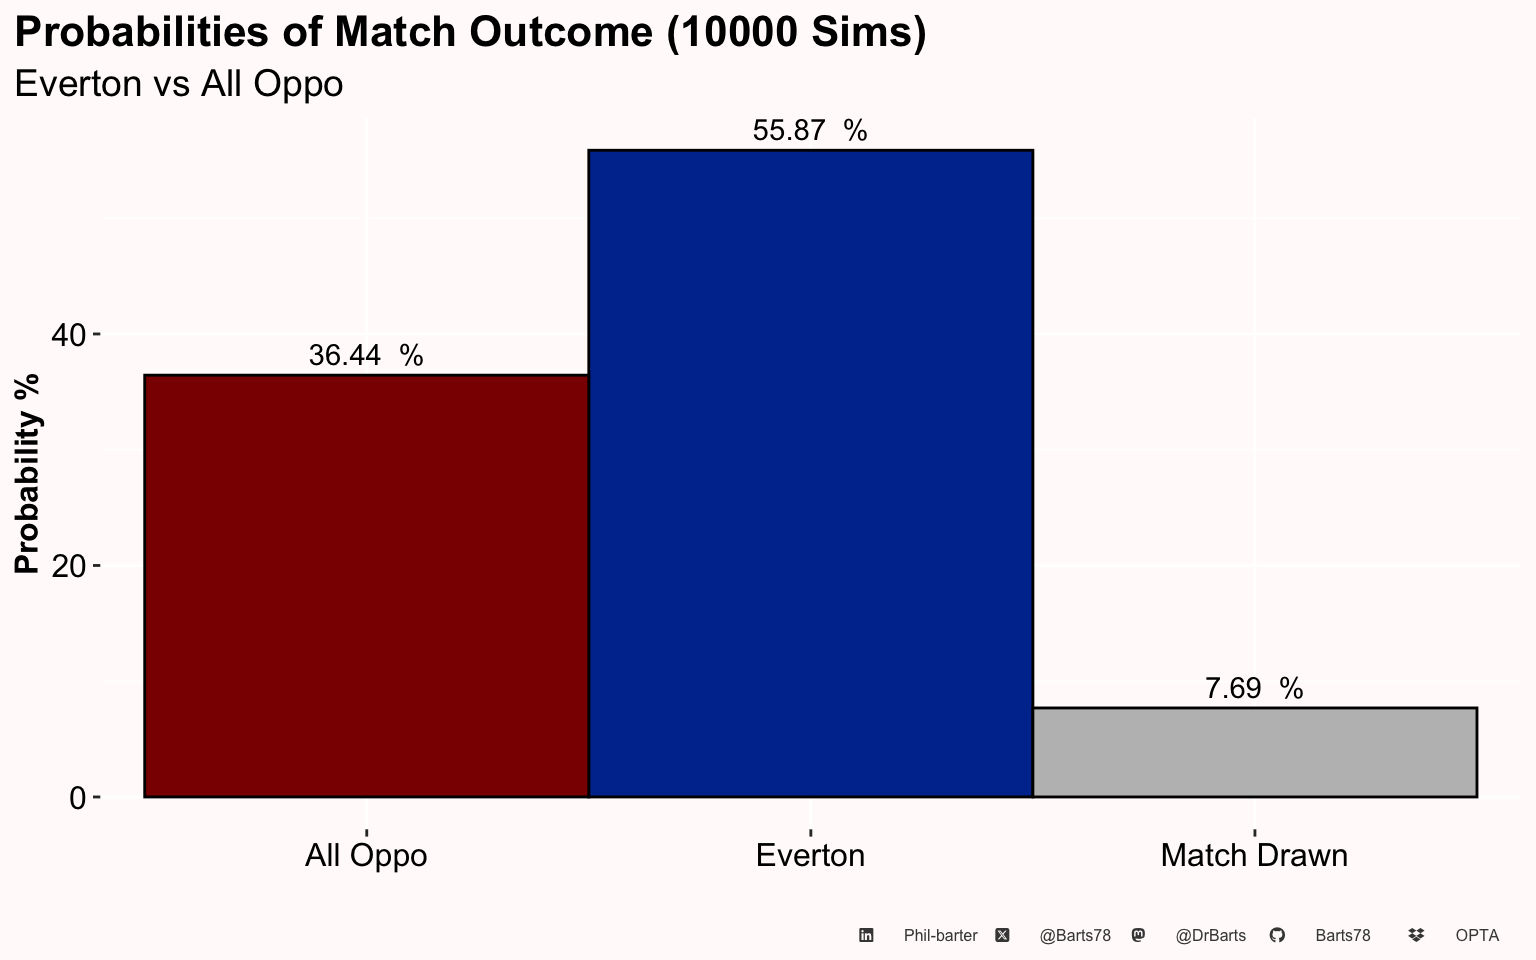 Probabilities of Match Outcome (10000 Sims)
Everton vs All Oppo
55.87 %
36.44 %
7.69 %
Probability %
40
20
0
All Oppo Everton Match Drawn
Phil-barter @Barts78 @DrBarts Barts78 OPTA